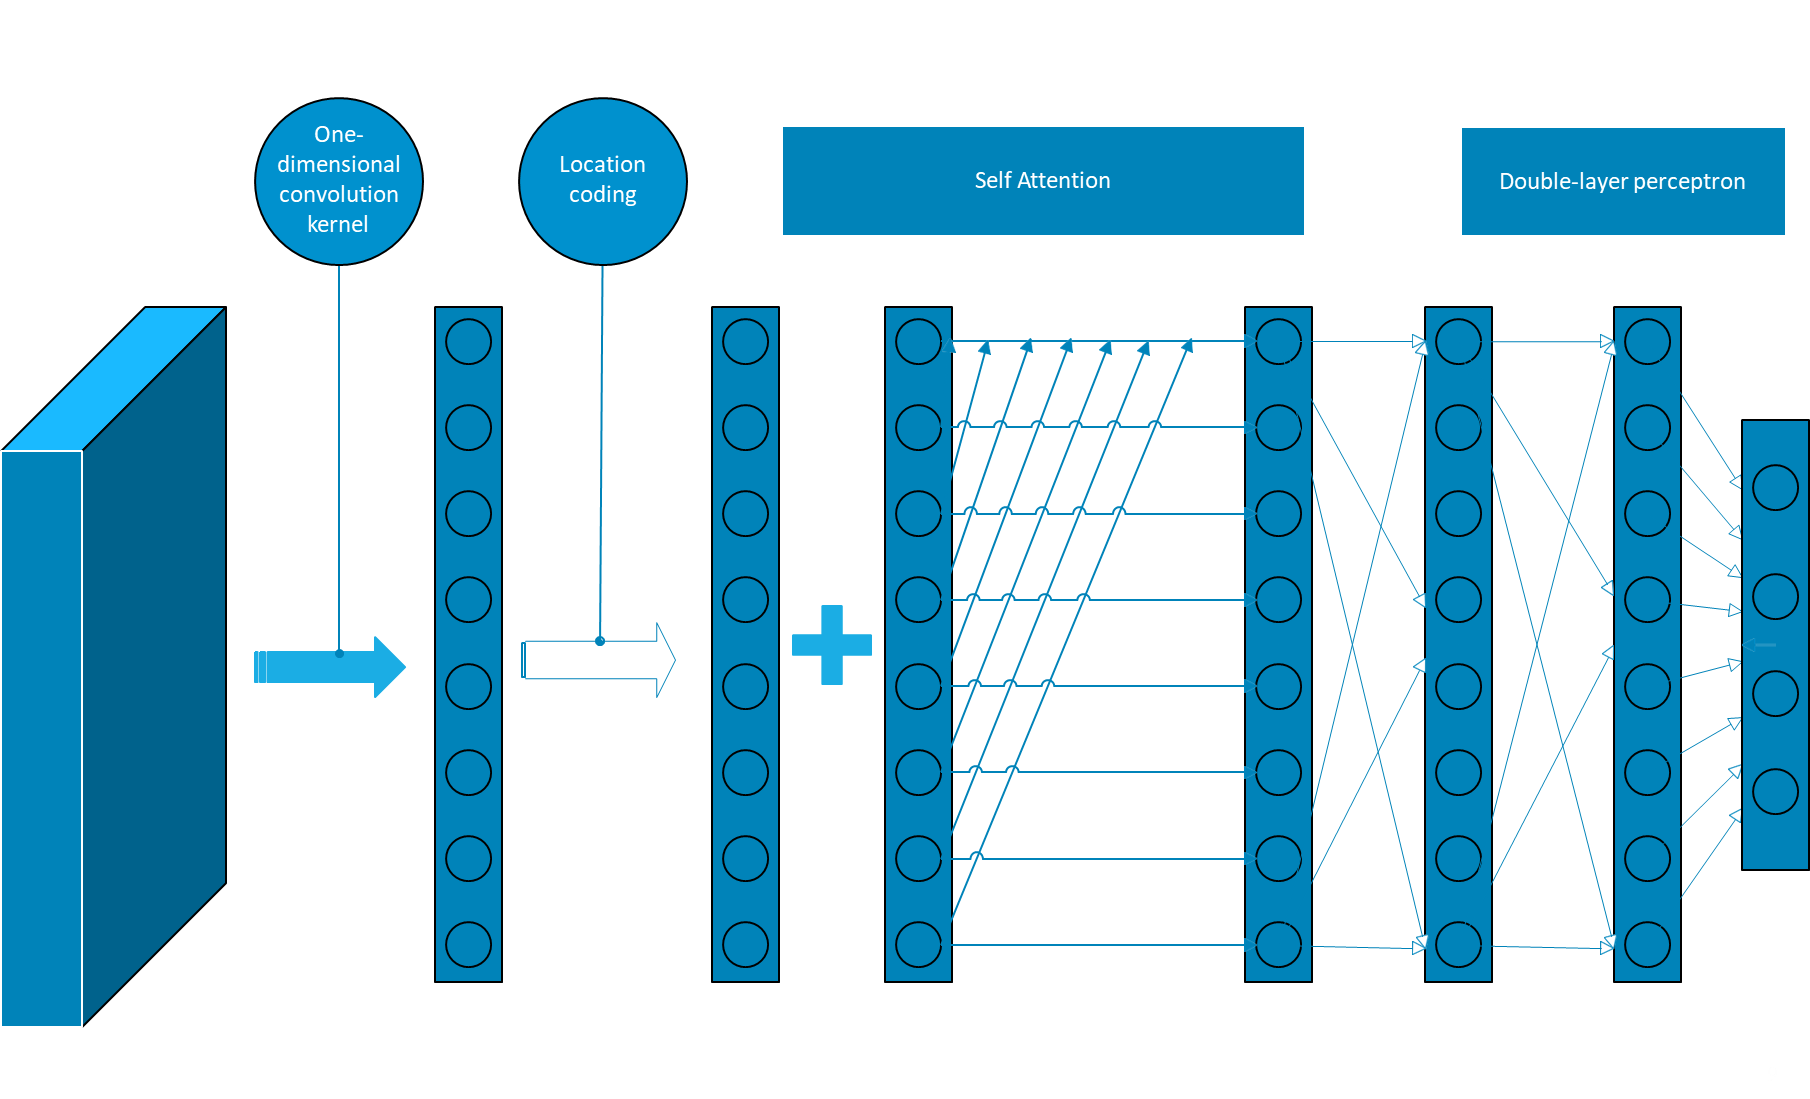 One-
dimensional
convolution
kernel
Location
coding
Self Attention
Double-layer perceptron